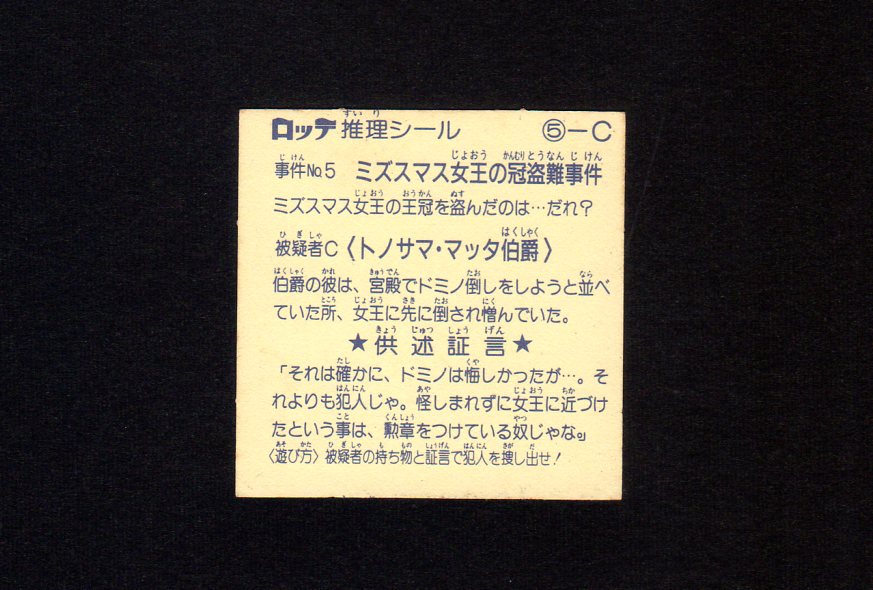 ロッテ推理シール ⑤−C
事件No.5 ミズスマス女王の冠盗難事件
ミズスマス女王の王冠を盗んだのは…だれ?
被疑者C〈トノサマ・マッタ伯爵〉
伯爵の彼は、宮殿でドミノ倒しをしようと並べ
ていた所、女王に先に倒され憎んでいた。
★供述証言★
「それは確かに、ドミノは悔しかったが…。そ
れよりも犯人じゃ。怪しまれずに女王に近づけ
たという事は、勲章をつけている奴じゃな。」
〈遊び方〉被疑者の持ち物と証言で犯人を捜し出せ!